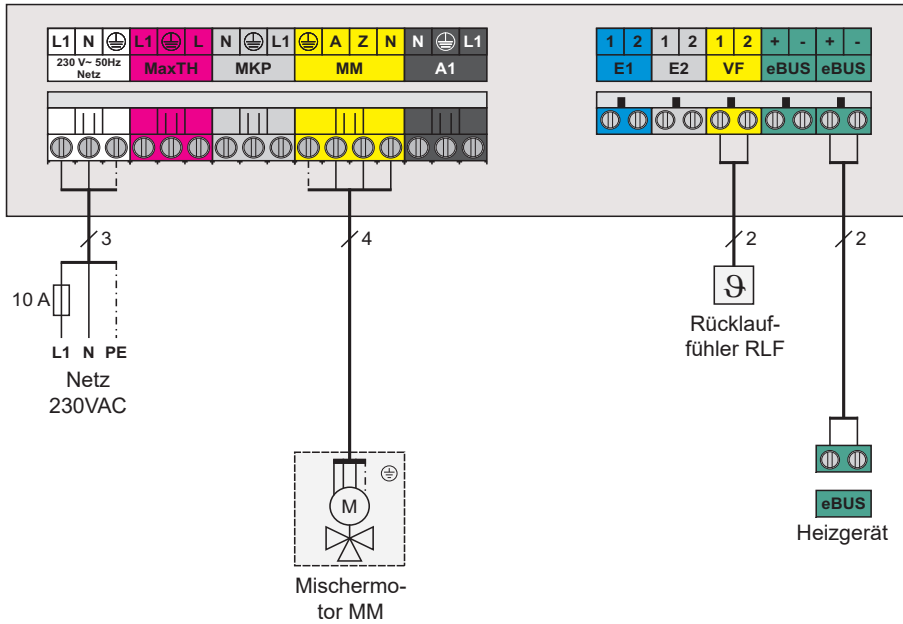 L1 N L1 L N L1 A Z N N L1
1 2 1 2 1 2 + - + -
230 V~ 50Hz
Netz
MaxTH MKP MM A1
E1 E2 VF eBUS eBUS
3
4
2
2
10 A
L1 N PE
Netz
230VAC
M
Mischermo-
tor MM
ϑ
Rücklauf-
fühler RLF
eBUS
Heizgerät